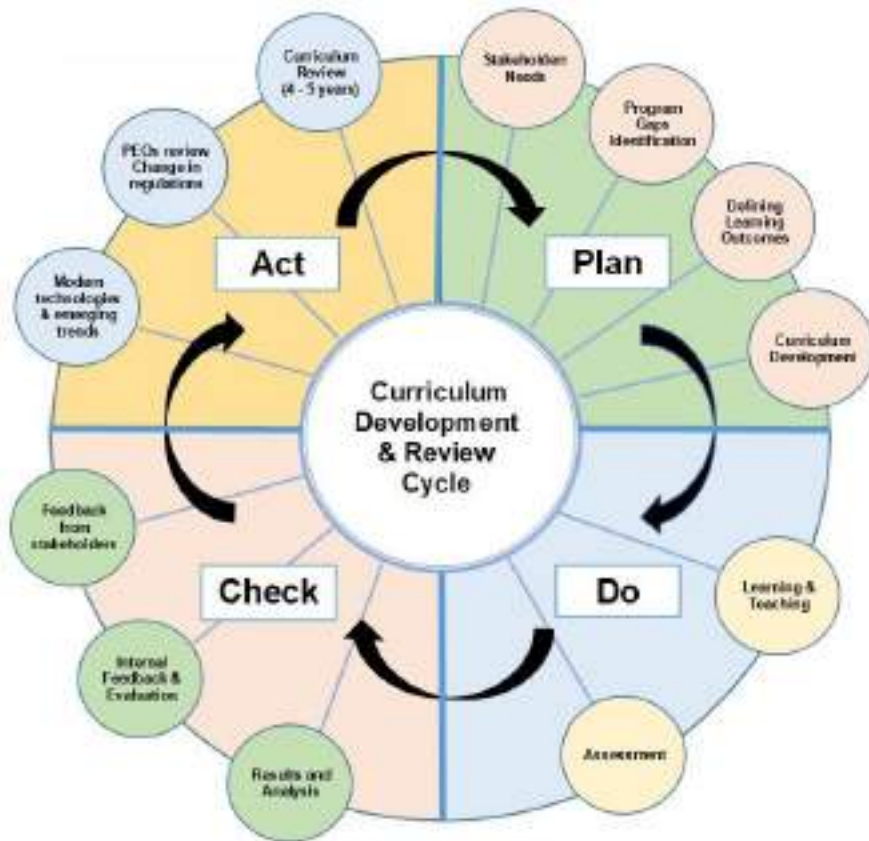 Curriculum
Review
(4 - 5 years)
Stakeholders
Needs
Program
Gaps
Identification
PEOs review
Change in
regulations
Defining
Learning
Outcomes
Act
Plan
Modern
technologies
& emerging
trends
Curriculum
Development
Curriculum
Development
& Review
Cycle
Feedback
from
stakeholders
Check
Do
Learning &
Teaching
Internal
Feedback &
Evaluation
Assessment
Results and
Analysis